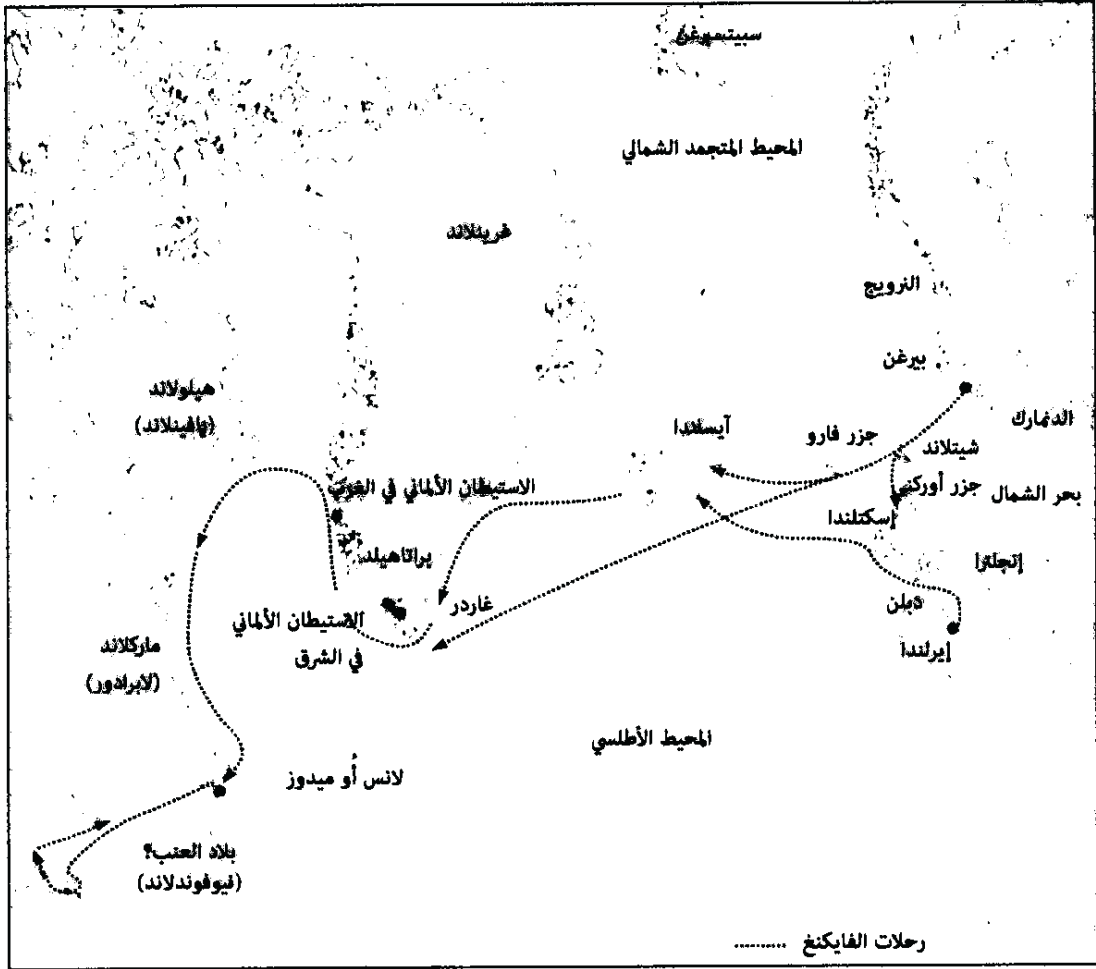 سبيتسبرغن
المحيط المتجمد الشمالي
غرينلاند
النرويج
بيرغن
هيلولاند
(بافينلاند)
الدنمارك
آيسلندا
جزر فارو
شيتلاند
جزر أوركني
بحر الشمال
إسكتلندا
الاستيطان الألماني في الغرب
براتاهيلد
إنجلترا
غاردر
دبلن
الاستيطان الألماني
في الشرق
إيرلندا
ماركلاند
(لابرادور)
المحيط الأطلسي
لانس أو ميدوز
بلاد العنب؟
(نيوفوندلاند)
رحلات الفايكنغ